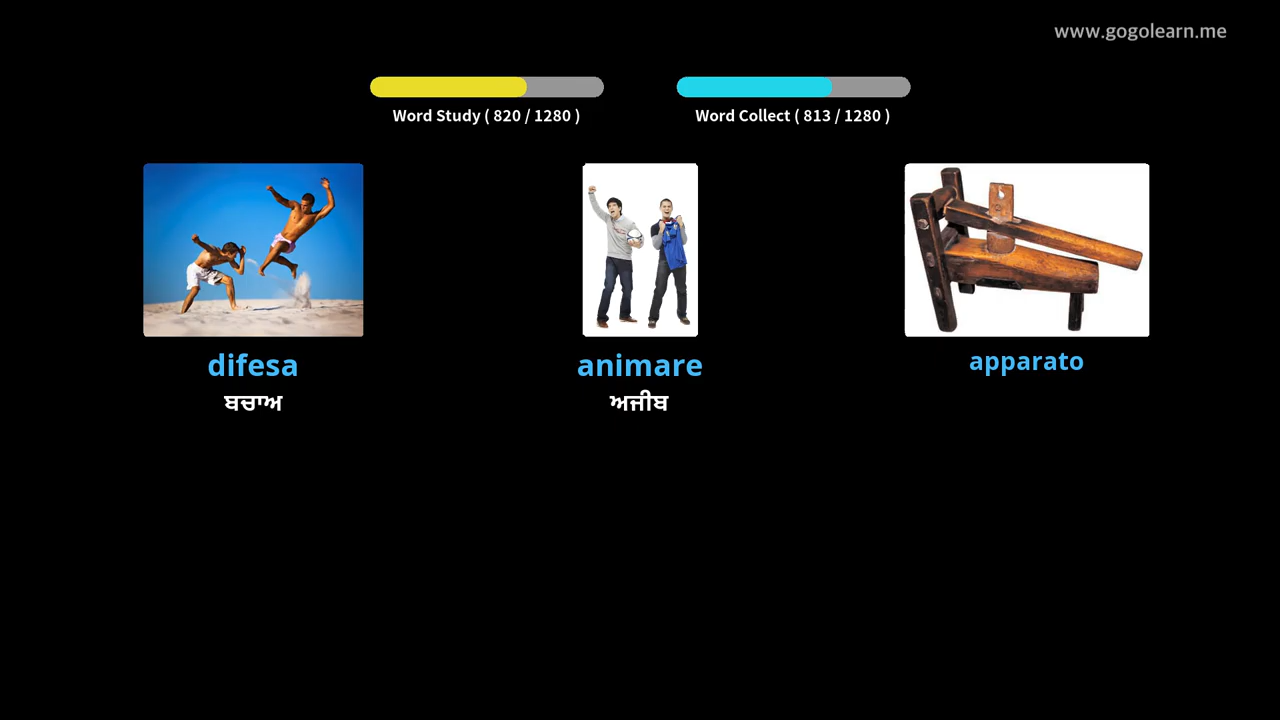 www.gogolearn.me
Word Study ( 820 / 1280 )
Word Collect ( 813 / 1280 )
difesa
animare
apparato
ਬਚਾਅ
ਅਜੀਬ